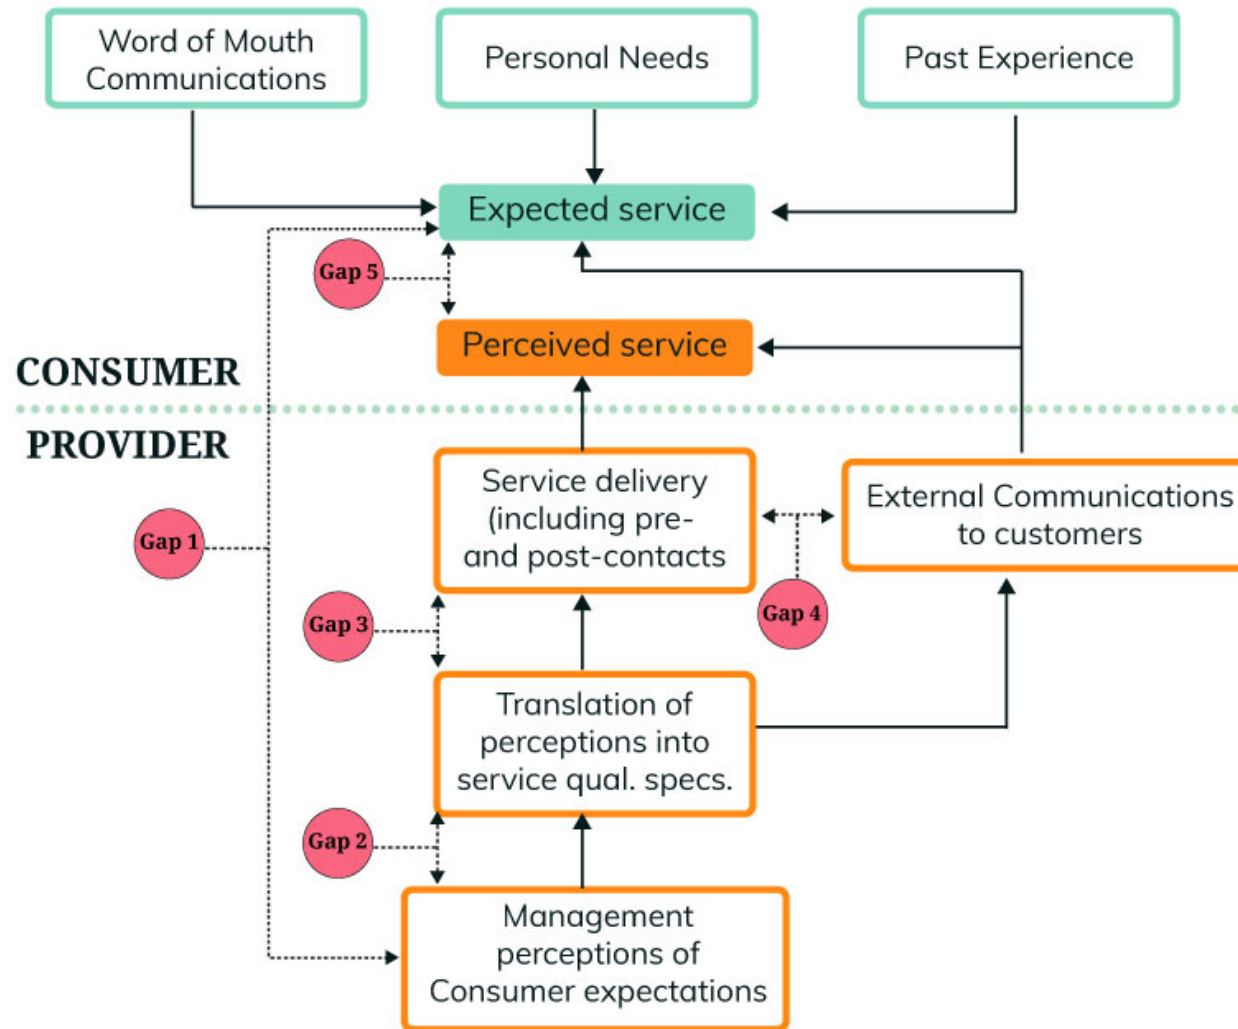 Word of Mouth
Communications
Personal Needs
Past Experience
Expected service
Gap 5
Perceived service
CONSUMER
PROVIDER
Service delivery
(including pre-
and post-contacts
External Communications
to customers
Gap 1
Gap 3
Gap 4
Translation of
perceptions into
service qual. specs.
Gap 2
Management
perceptions of
Consumer expectations